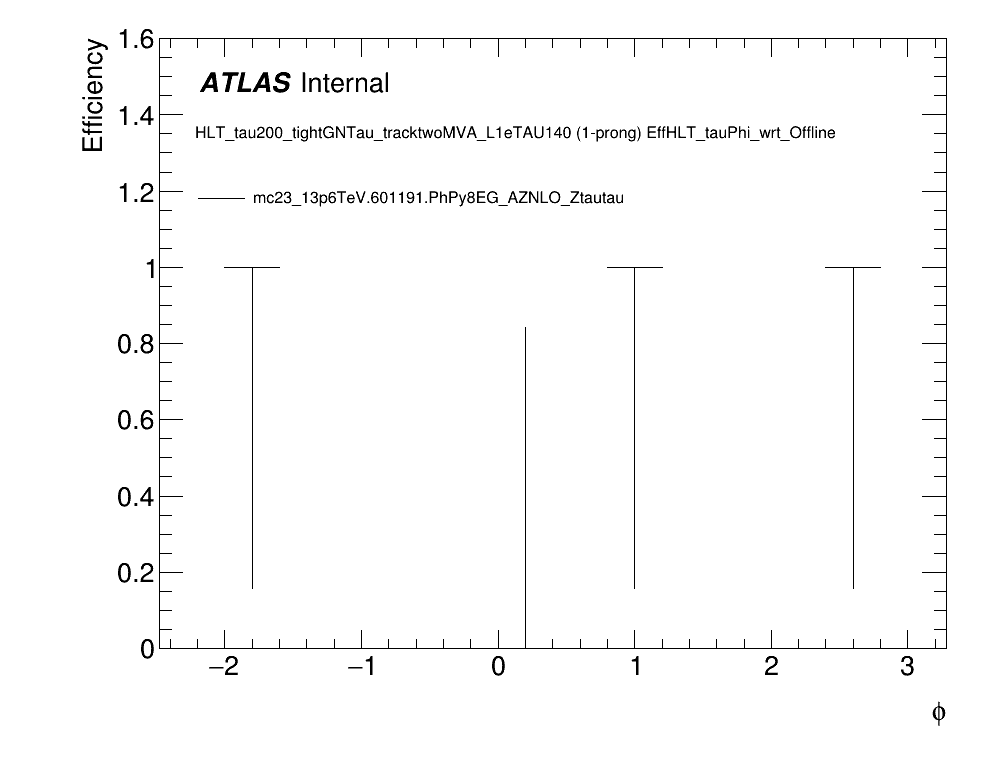 Efficiency
1.6
1.4
1.2
1
0.8
0.6
0.4
0.2
0
ATLAS Internal
HLT_tau200_tightGNTau_tracktwoMVA_L1eTAU140 (1-prong) EffHLT_tauPhi_wrt_Offline
mc23_13p6TeV.601191.PhPy8EG_AZNLO_Ztautau
−2 −1 0 1 2 3
ϕ